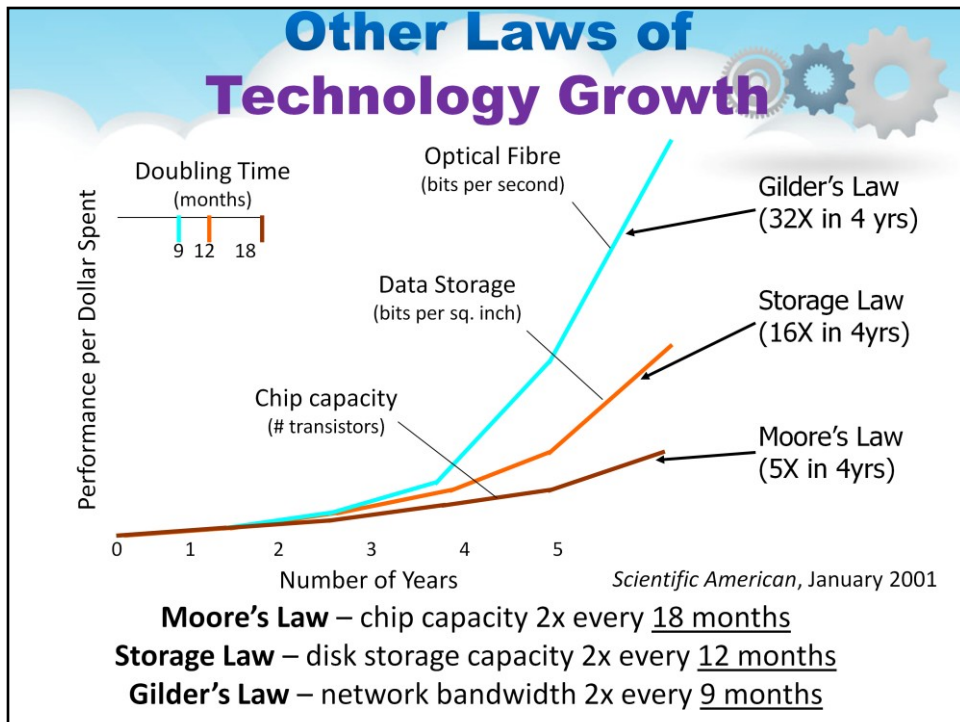 Other Laws of
Technology Growth
Doubling Time
(months)
9 12 18
Optical Fibre
(bits per second)
Gilder’s Law
(32X in 4 yrs)
Data Storage
(bits per sq. inch)
Storage Law
(16X in 4yrs)
Chip capacity
(# transistors)
Moore’s Law
(5X in 4yrs)
Performance per Dollar Spent
0 1 2 3 4 5
Number of Years
Scientific American, January 2001
Moore’s Law – chip capacity 2x every 18 months
Storage Law – disk storage capacity 2x every 12 months
Gilder’s Law – network bandwidth 2x every 9 months